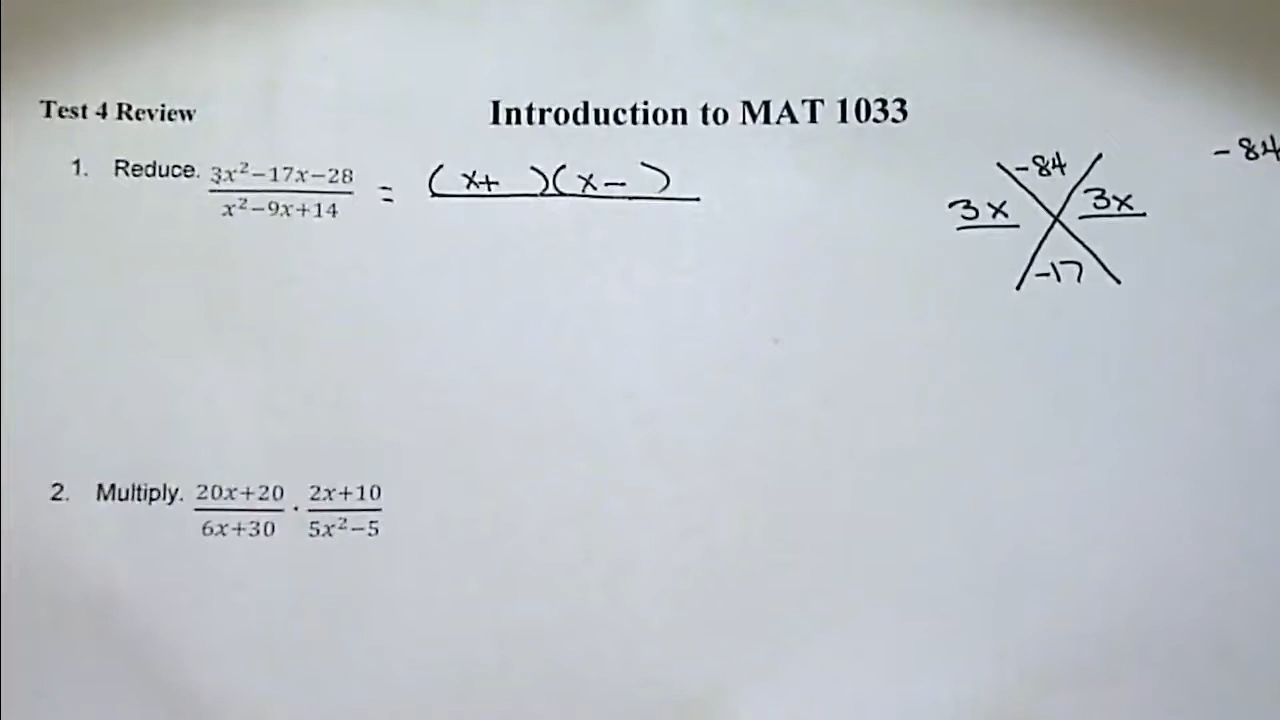 Test 4 Review
Introduction to MAT 1033
1. Reduce. 3x²−17x−28 / x²−9x+14 = (x+ )(x− )
-84
3x 3x
-17
-84
2. Multiply. 20x+20 / 6x+30 · 2x+10 / 5x²−5